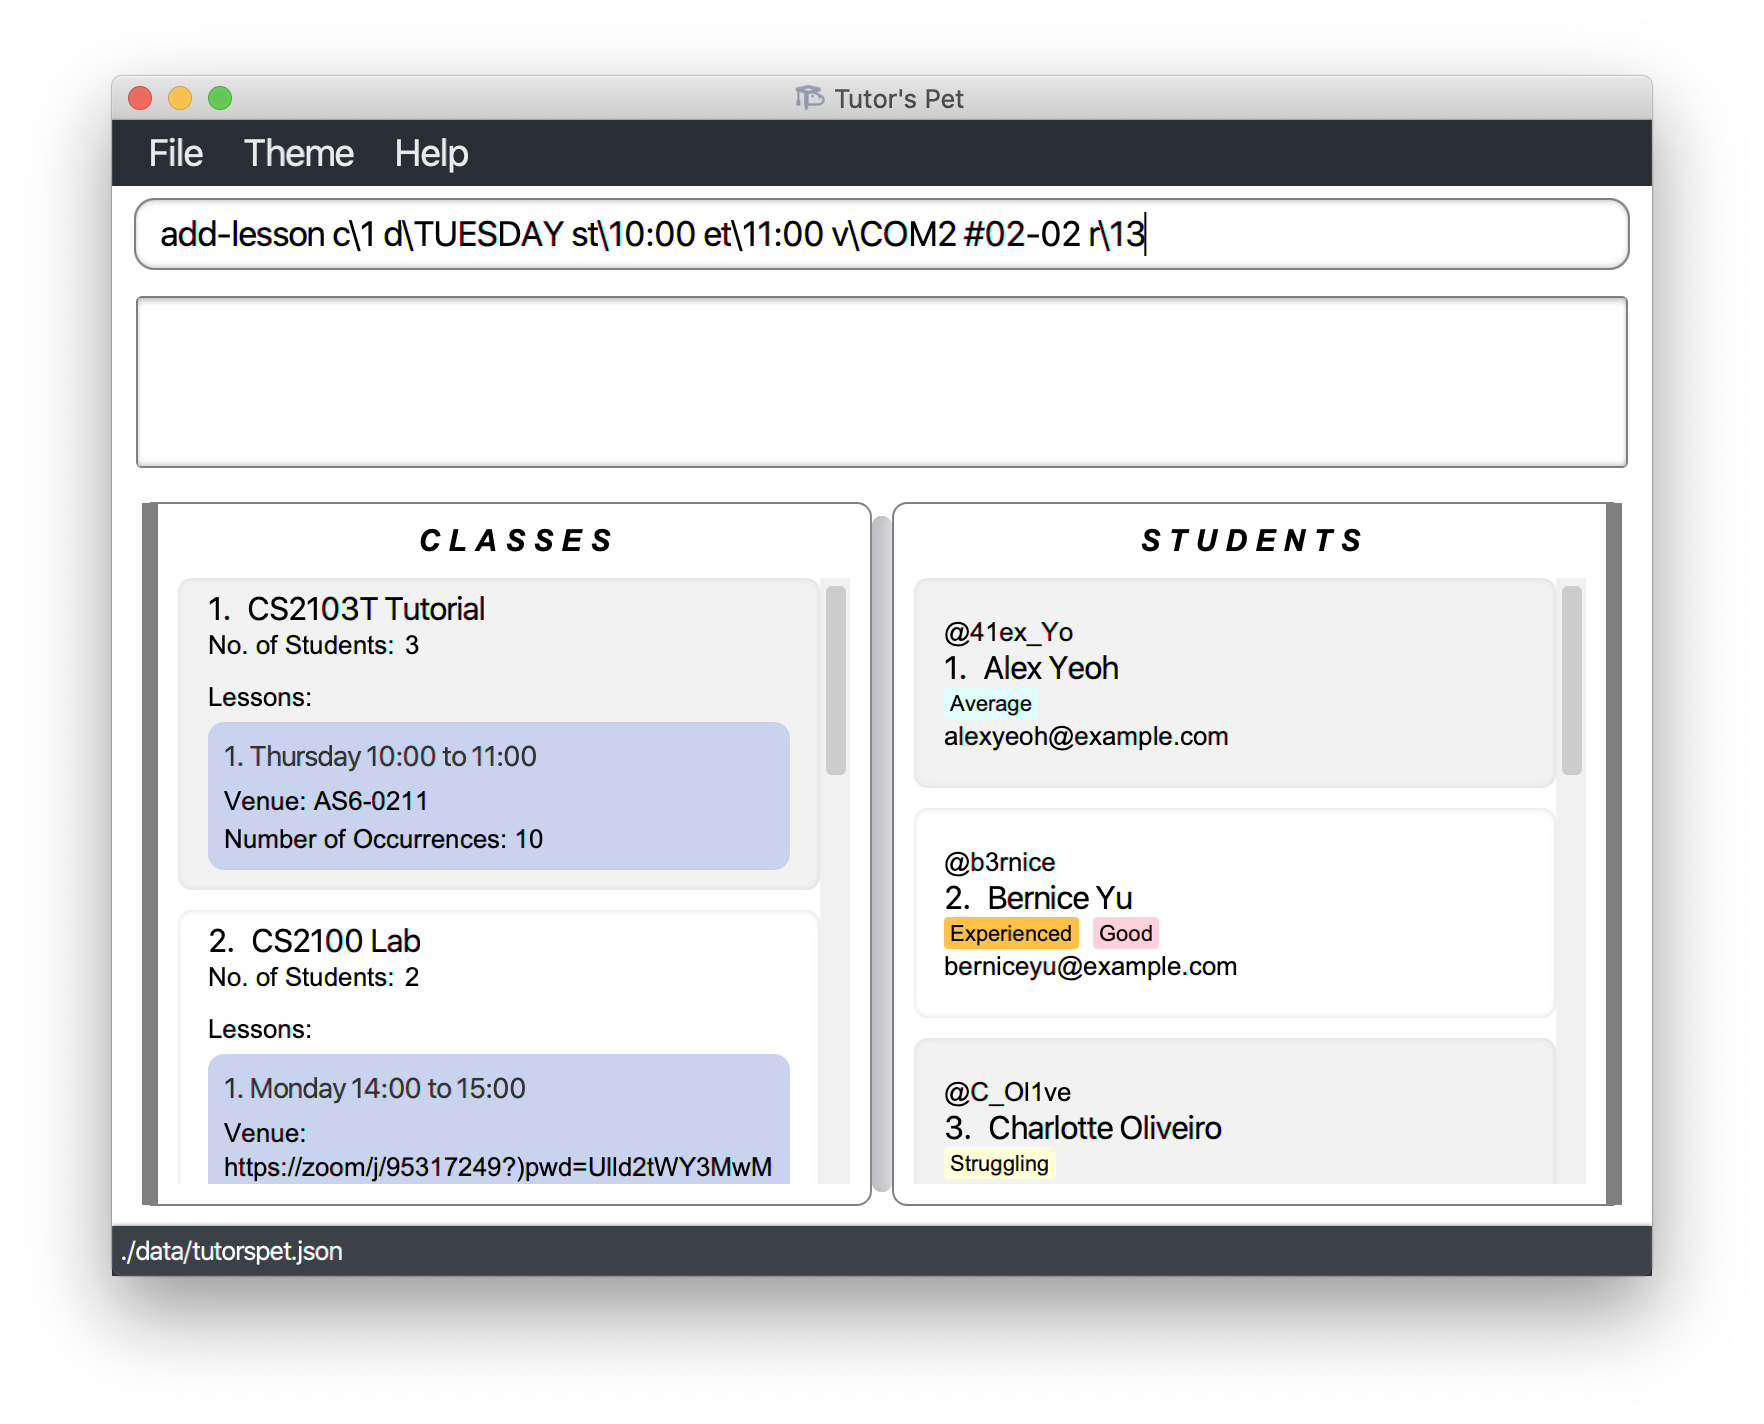 Tutor's Pet
File Theme Help
add-lesson c\1 d\TUESDAY st\10:00 et\11:00 v\COM2 #02-02 r\13
CLASSES
1. CS2103T Tutorial
No. of Students: 3
Lessons:
1. Thursday 10:00 to 11:00
Venue: AS6-0211
Number of Occurrences: 10
2. CS2100 Lab
No. of Students: 2
Lessons:
1. Monday 14:00 to 15:00
Venue:
https://zoom/j/95317249?)pwd=UlId2tWY3MwM
STUDENTS
@41ex_Yo
1. Alex Yeoh
Average
alexyeoh@example.com
@b3rnice
2. Bernice Yu
Experienced Good
berniceyu@example.com
@C_Ol1ve
3. Charlotte Oliveiro
Struggling
./data/tutorspet.json